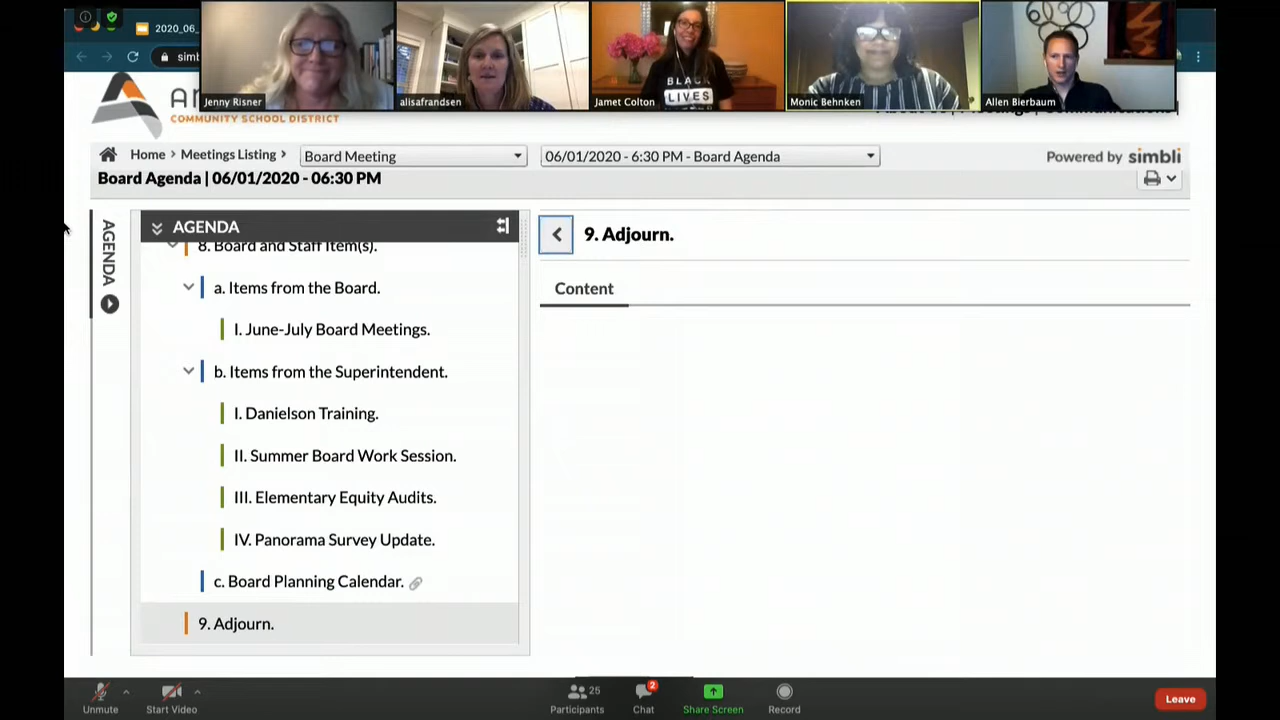 2020_06_
simb
Jenny Risner
alisafrandsen
Jamet Colton
BLACK
LIVES
Monic Behnken
Allen Bierbaum
COMMUNITY SCHOOL DISTRICT
Home > Meetings Listing >
Board Meeting
06/01/2020 - 6:30 PM - Board Agenda
Powered by simbli
Board Agenda | 06/01/2020 - 06:30 PM
AGENDA
AGENDA
8. Board and Staff Item(s).
a. Items from the Board.
I. June-July Board Meetings.
b. Items from the Superintendent.
I. Danielson Training.
II. Summer Board Work Session.
III. Elementary Equity Audits.
IV. Panorama Survey Update.
c. Board Planning Calendar.
9. Adjourn.
9. Adjourn.
Content
Unmute
Start Video
25
Participants
2
Chat
Share Screen
Record
Leave